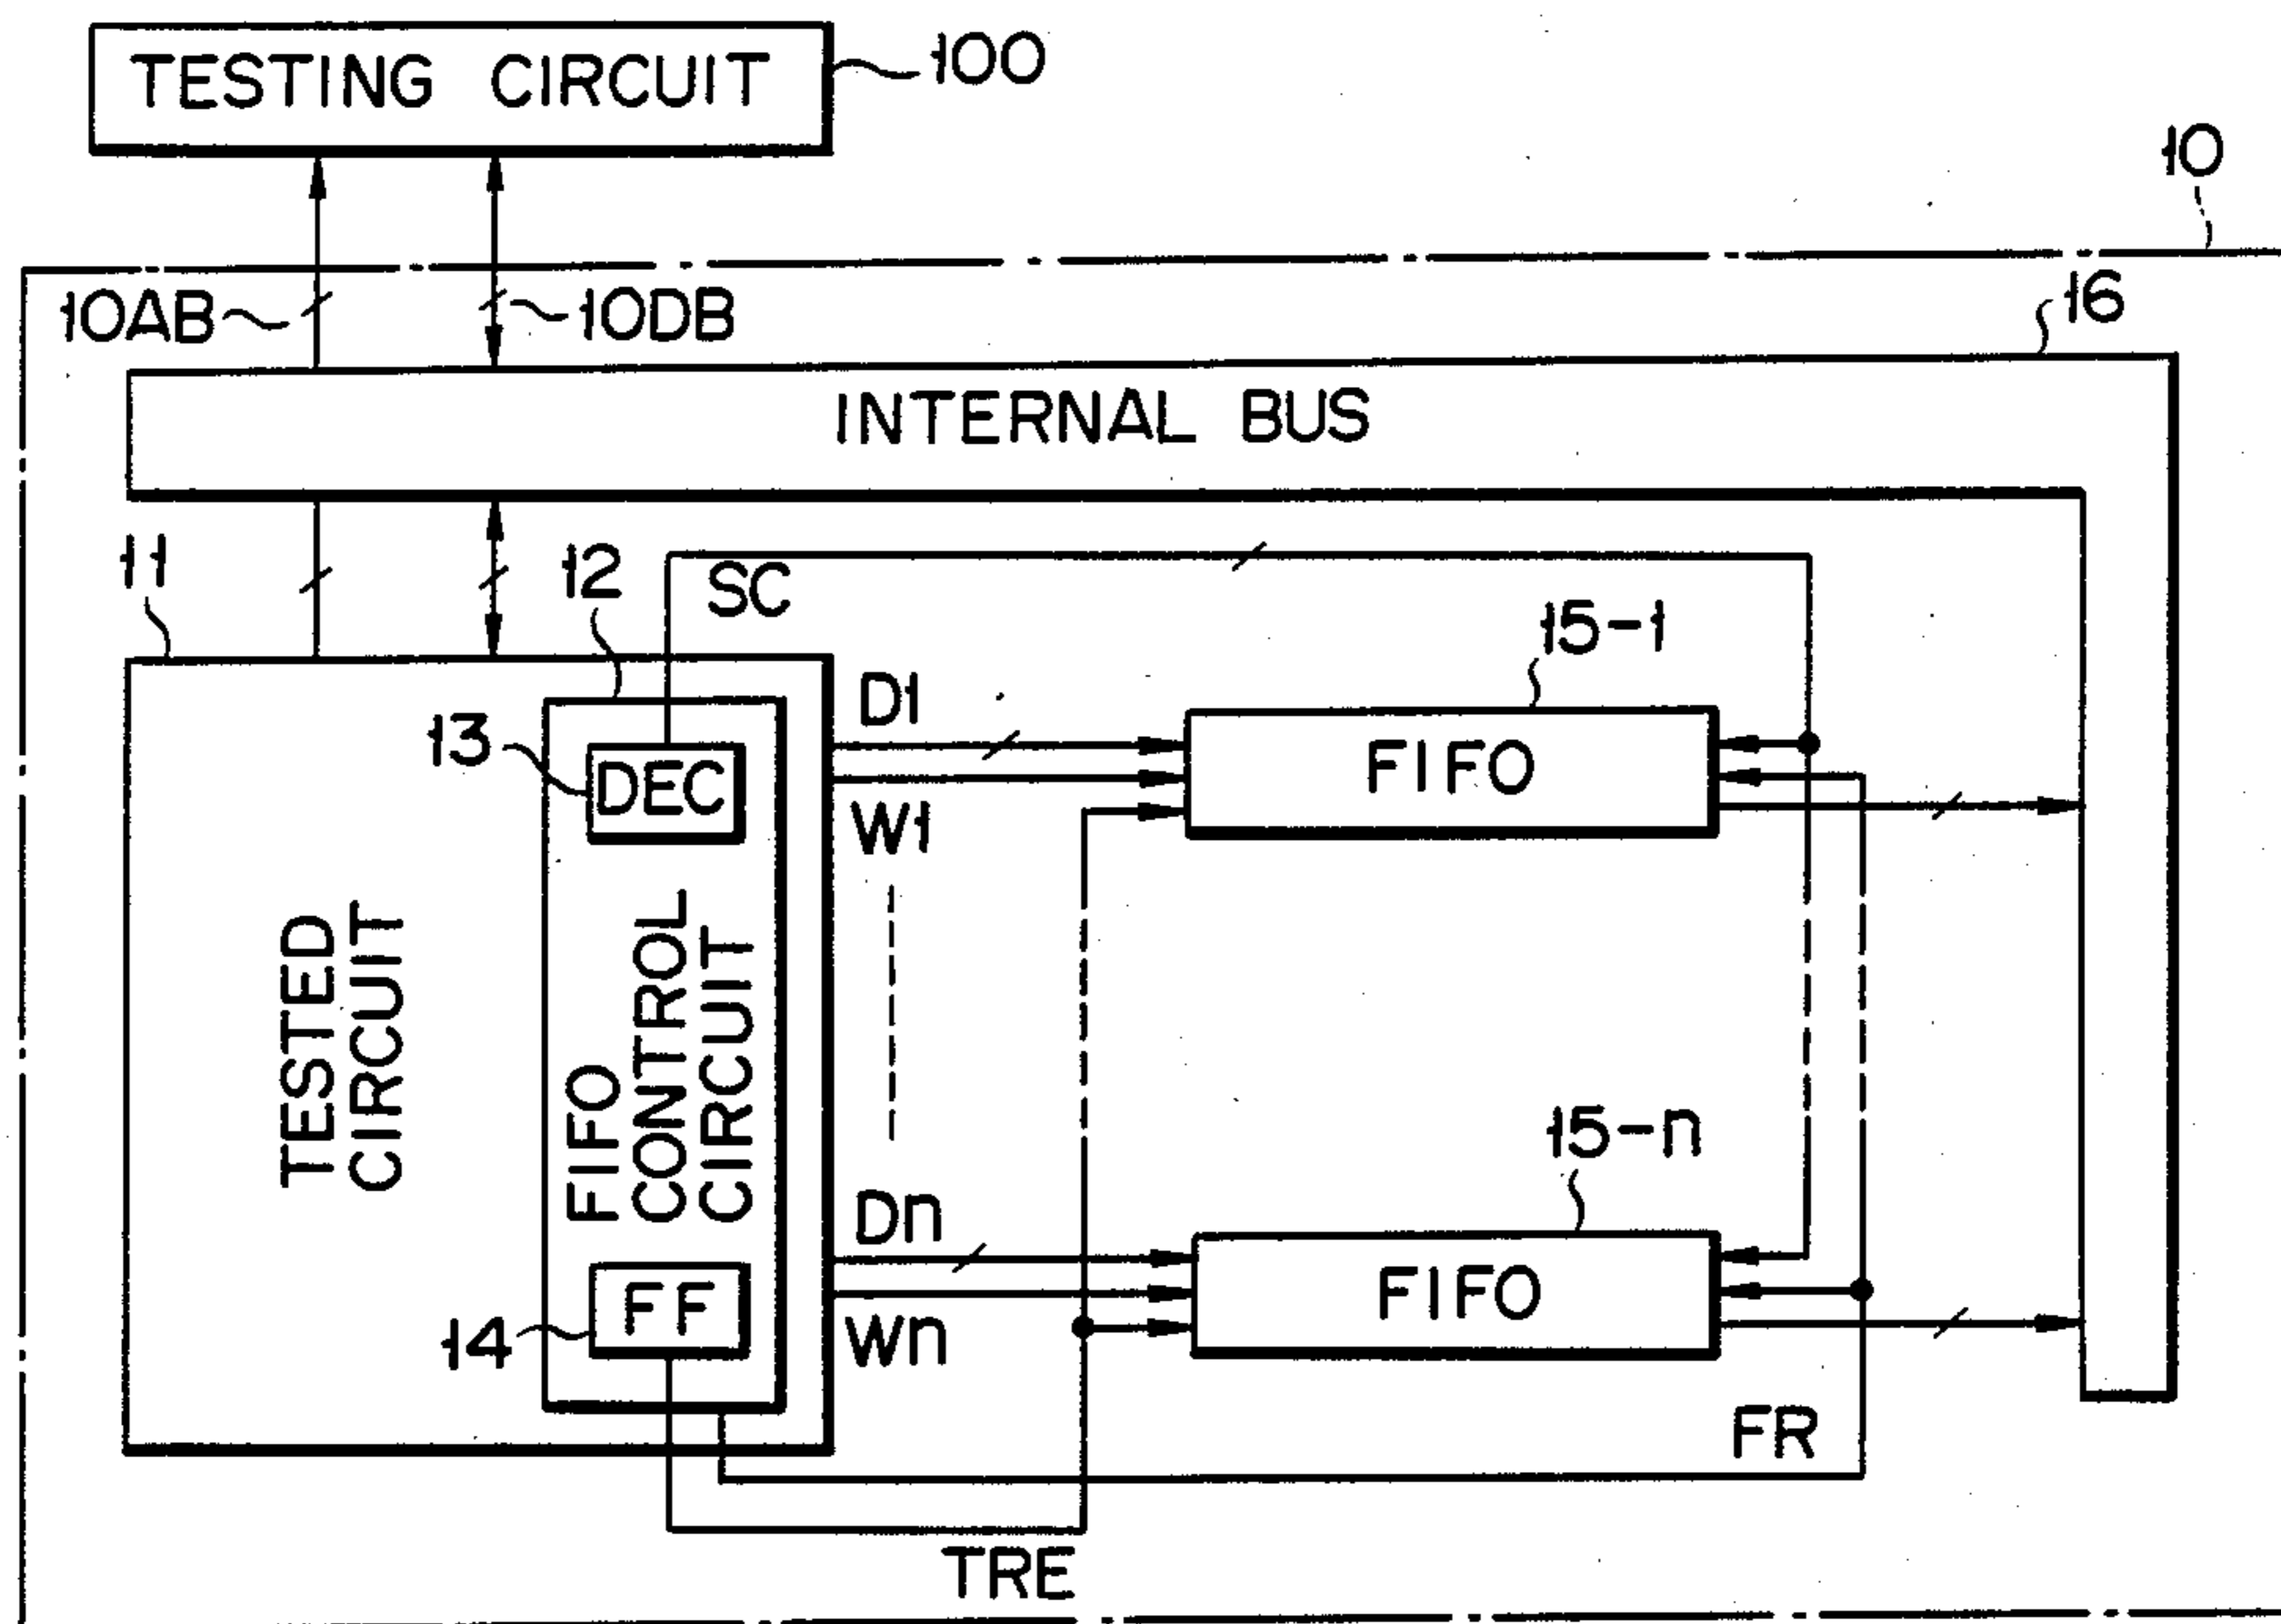 TESTING CIRCUIT
100
10
10AB
10DB
16
INTERNAL BUS
11
12
SC
15-1
D1
13
DEC
FIFO
W1
TESTED
CIRCUIT
FIFO
CONTROL
CIRCUIT
15-n
Dn
FF
FIFO
14
Wn
FR
TRE